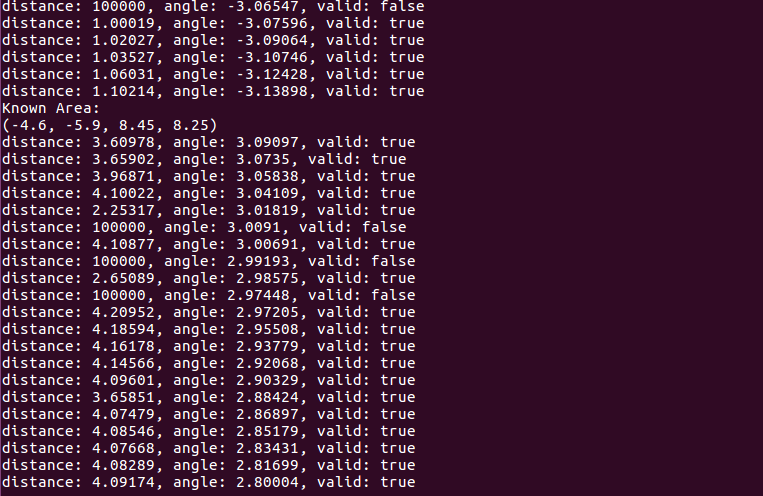 distance: 100000, angle: -3.06547, valid: false
distance: 1.00019, angle: -3.07596, valid: true
distance: 1.02027, angle: -3.09064, valid: true
distance: 1.03527, angle: -3.10746, valid: true
distance: 1.06031, angle: -3.12428, valid: true
distance: 1.10214, angle: -3.13898, valid: true
Known Area:
(-4.6, -5.9, 8.45, 8.25)
distance: 3.60978, angle: 3.09097, valid: true
distance: 3.65902, angle: 3.0735, valid: true
distance: 3.96871, angle: 3.05838, valid: true
distance: 4.10022, angle: 3.04109, valid: true
distance: 2.25317, angle: 3.01819, valid: true
distance: 100000, angle: 3.0091, valid: false
distance: 4.10877, angle: 3.00691, valid: true
distance: 100000, angle: 2.99193, valid: false
distance: 2.65089, angle: 2.98575, valid: true
distance: 100000, angle: 2.97448, valid: false
distance: 4.20952, angle: 2.97205, valid: true
distance: 4.18594, angle: 2.95508, valid: true
distance: 4.16178, angle: 2.93779, valid: true
distance: 4.14566, angle: 2.92068, valid: true
distance: 4.09601, angle: 2.90329, valid: true
distance: 3.65851, angle: 2.88424, valid: true
distance: 4.07479, angle: 2.86897, valid: true
distance: 4.08546, angle: 2.85179, valid: true
distance: 4.07668, angle: 2.83431, valid: true
distance: 4.08289, angle: 2.81699, valid: true
distance: 4.09174, angle: 2.80004, valid: true